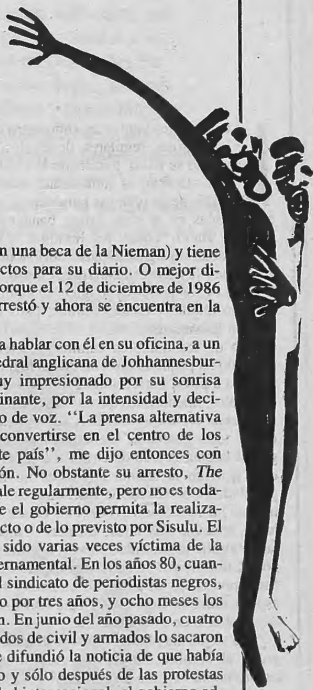 n una beca de la Nieman) y tiene
ctos para su diario. O mejor di-
orque el 12 de diciembre de 1986
rrestó y ahora se encuentra en la
a hablar con él en su oficina, a un
edral anglicana de Johhannesbur-
uy impresionado por su sonrisa
inante, por la intensidad y deci-
o de voz. "La prensa alternativa
convertirse en el centro de los
te país", me dijo entonces con
ón. No obstante su arresto, The
ale regularmente, pero no es toda-
e el gobierno permita la realiza-
cto o de lo previsto por Sisulu. El
sido varias veces víctima de la
ernamental. En los años 80, cuan-
l sindicato de periodistas negros,
o por tres años, y ocho meses los
n. En junio del año pasado, cuatro
dos de civil y armados lo sacaron
e difundió la noticia de que había
o y sólo después de las protestas